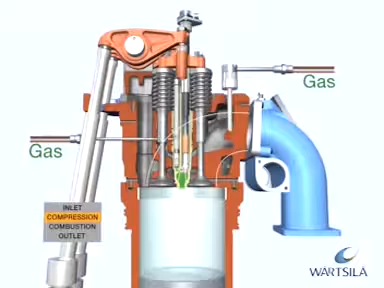 Gas
Gas
INLET
COMPRESSION
COMBUSTION
OUTLET
WÄRTSILÄ